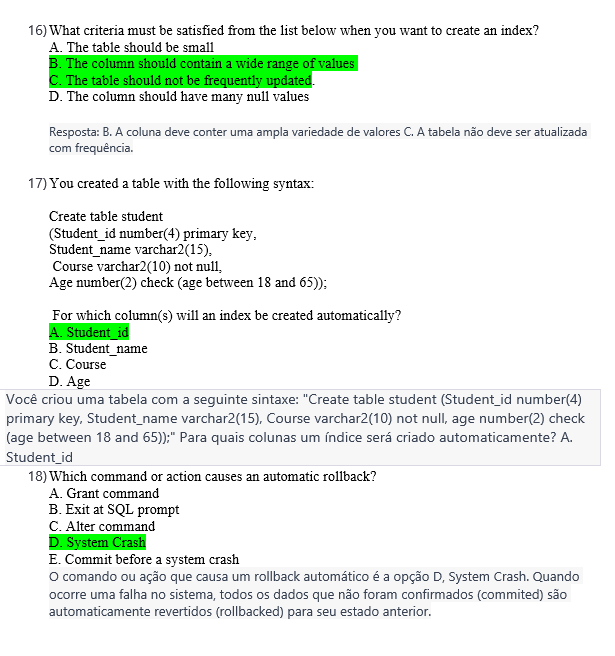 16) What criteria must be satisfied from the list below when you want to create an index?
A. The table should be small
B. The column should contain a wide range of values
C. The table should not be frequently updated.
D. The column should have many null values
Resposta: B. A coluna deve conter uma ampla variedade de valores C. A tabela não deve ser atualizada
com frequência.
17) You created a table with the following syntax:
Create table student
(Student_id number(4) primary key,
Student_name varchar2(15),
Course varchar2(10) not null,
Age number(2) check (age between 18 and 65));
For which column(s) will an index be created automatically?
A. Student_id
B. Student_name
C. Course
D. Age
Você criou uma tabela com a seguinte sintaxe: "Create table student (Student_id number(4)
primary key, Student_name varchar2(15), Course varchar2(10) not null, age number(2) check
(age between 18 and 65));" Para quais colunas um índice será criado automaticamente? A.
Student_id
18) Which command or action causes an automatic rollback?
A. Grant command
B. Exit at SQL prompt
C. Alter command
D. System Crash
E. Commit before a system crash
O comando ou ação que causa um rollback automático é a opção D, System Crash. Quando
ocorre uma falha no sistema, todos os dados que não foram confirmados (commited) são
automaticamente revertidos (rollbacked) para seu estado anterior.